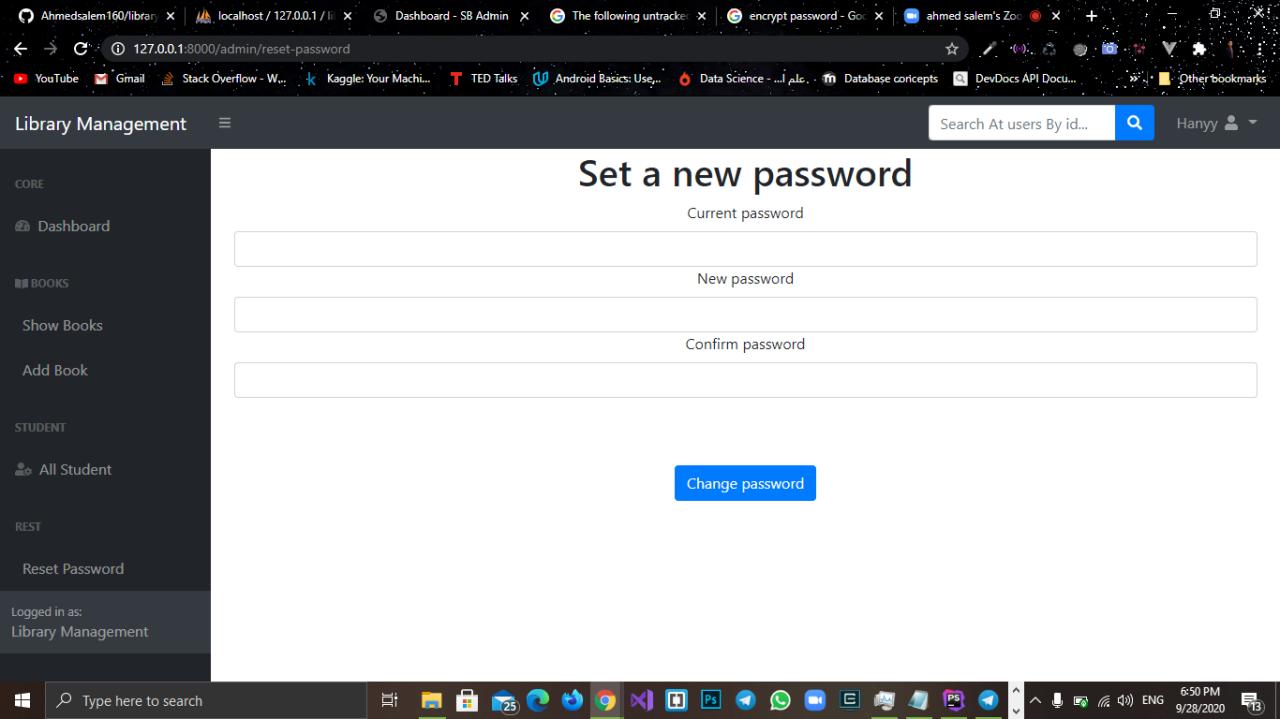 Ahmedsalem160/library
localhost / 127.0.0.1 / li
Dashboard - SB Admin
The following untracke
encrypt password - Goo
ahmed salem's Zoo
127.0.0.1:8000/admin/reset-password
YouTube
Gmail
Stack Overflow - W...
Kaggle: Your Machi...
TED Talks
Android Basics: Use...
Data Science - ...علم أ
Database concepts
DevDocs API Docu...
Other bookmarks
Library Management
Search At users By id...
Hanyy
CORE
Dashboard
BOOKS
Show Books
Add Book
STUDENT
All Student
REST
Reset Password
Logged in as:
Library Management
Set a new password
Current password
New password
Confirm password
Change password
Type here to search
25
Ps
PS
ENG
6:50 PM
9/28/2020
13